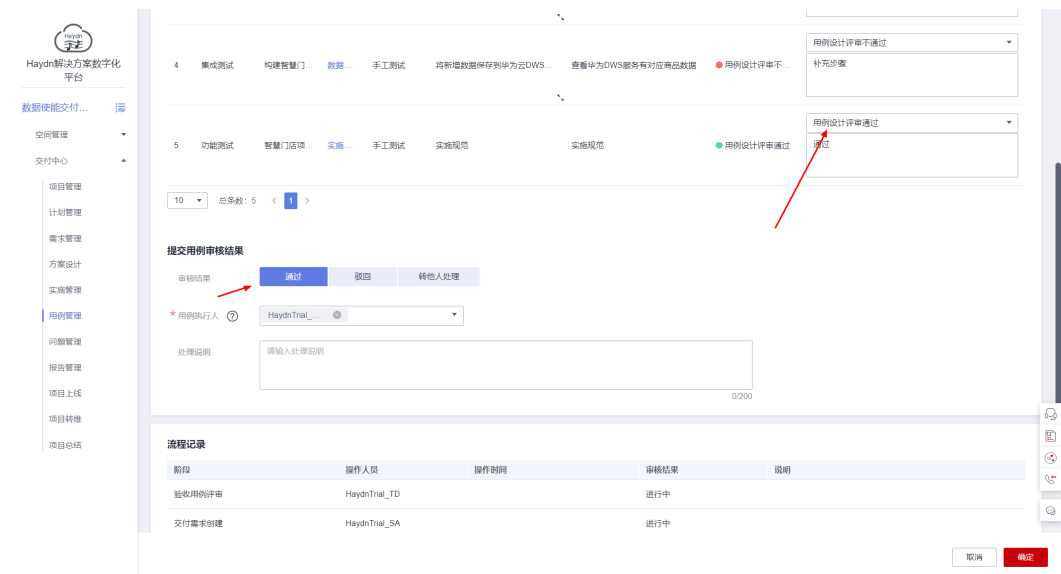 Haydn
Haydn解决方案数字化
平台
数据使能交付...
空间管理
交付中心
项目管理
计划管理
需求管理
方案设计
实施管理
用例管理
问题管理
报告管理
项目上线
项目转维
项目总结
用例设计评审不通过
4 集成测试 构建智慧门... 数据... 手工测试 将新增数据保存到华为云DWS... 查看华为DWS服务有对应商品数据 用例设计评审不... 补充步骤
用例设计评审通过
5 功能测试 智慧门店项... 实施... 手工测试 实施规范 实施规范 用例设计评审通过 通过
10 总条数: 5 < 1 >
提交用例审核结果
审核结果 通过 驳回 转他人处理
*用例执行人 ? HaydnTrial_...
处理说明 请输入处理说明
0/200
流程记录
阶段 操作人员 操作时间 审核结果 说明
验收用例评审 HaydnTrial_TD 进行中
交付需求创建 HaydnTrial_SA 进行中
取消 确定